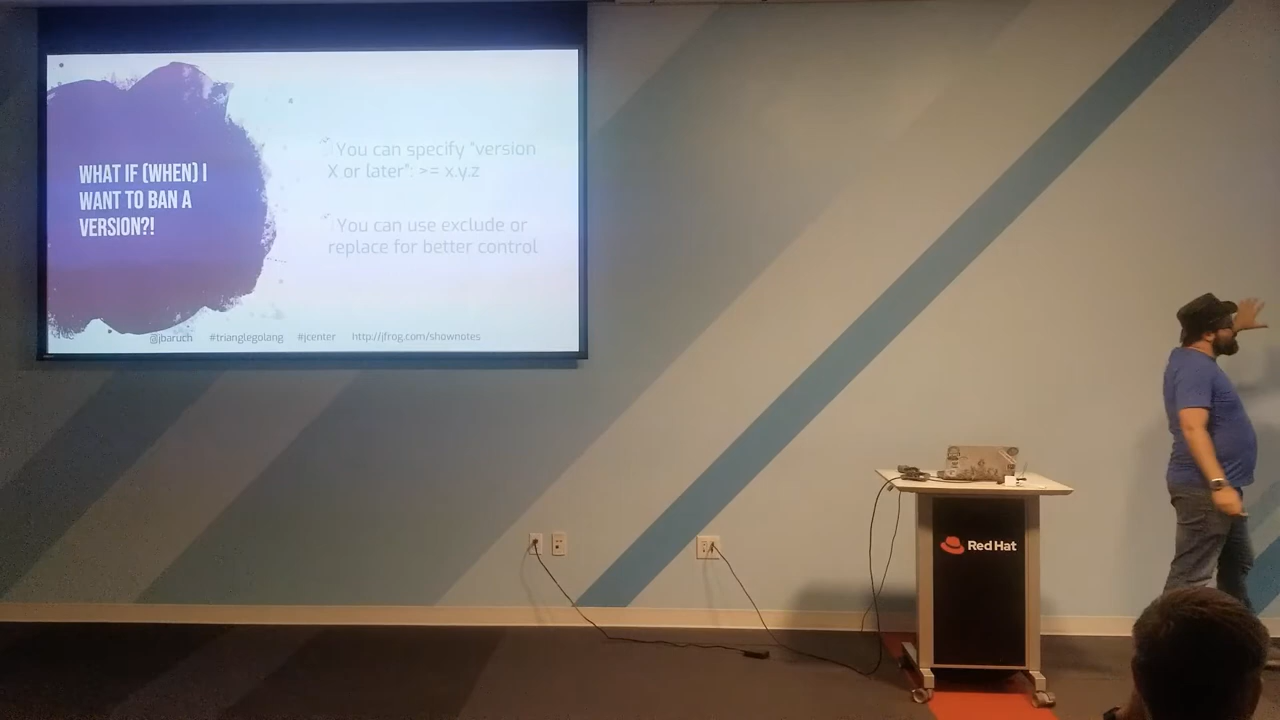 WHAT IF (WHEN) I
WANT TO BAN A
VERSION?!
You can specify "version
X or later": >= x.y.z
You can use exclude or
replace for better control
@jbaruch #trianglegolang #jcenter http://jfrog.com/shownotes
Red Hat